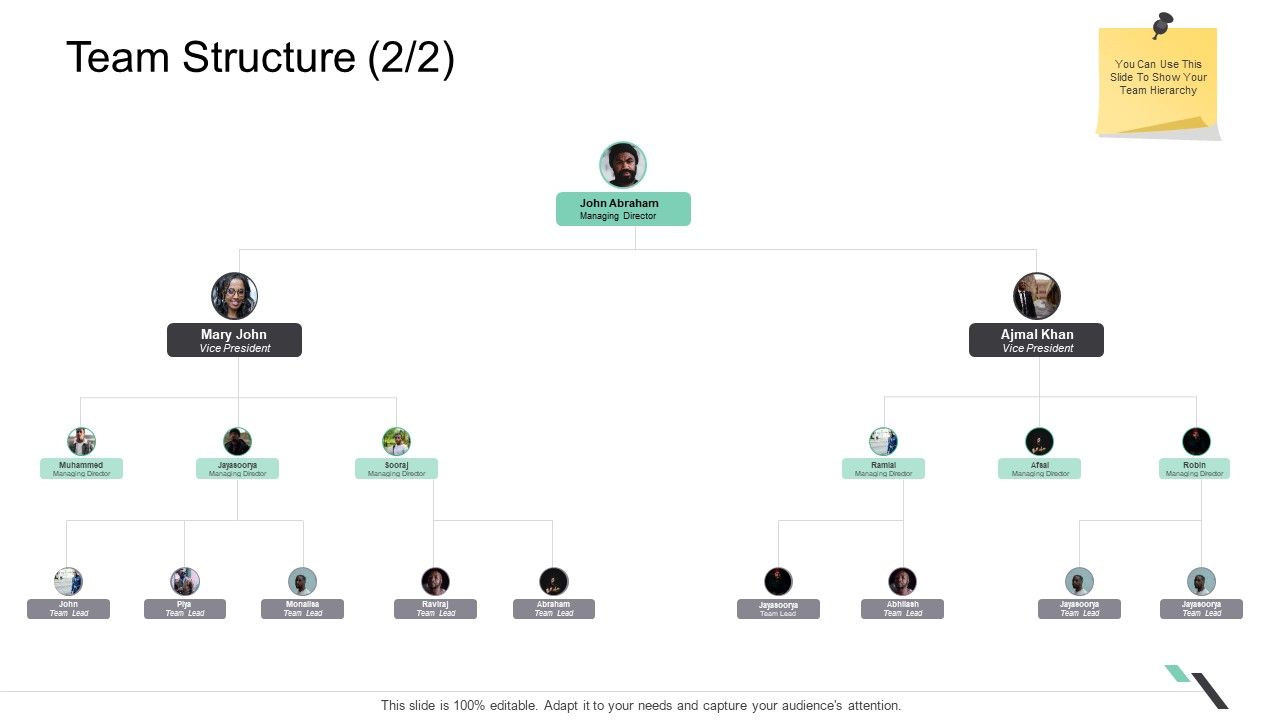 Team Structure (2/2)
You Can Use This
Slide To Show Your
Team Hierarchy
John Abraham
Managing Director
Mary John
Vice President
Ajmal Khan
Vice President
Muhammed
Managing Director
Jayasoorya
Managing Director
Sooraj
Managing Director
Ramlal
Managing Director
Afsal
Managing Director
Robin
Managing Director
John
Team Lead
Piya
Team Lead
Monalisa
Team Lead
Raviraj
Team Lead
Abraham
Team Lead
Jayasoorya
Team Lead
Abhilash
Team Lead
Jayasoorya
Team Lead
Jayasoorya
Team Lead
This slide is 100% editable. Adapt it to your needs and capture your audience's attention.